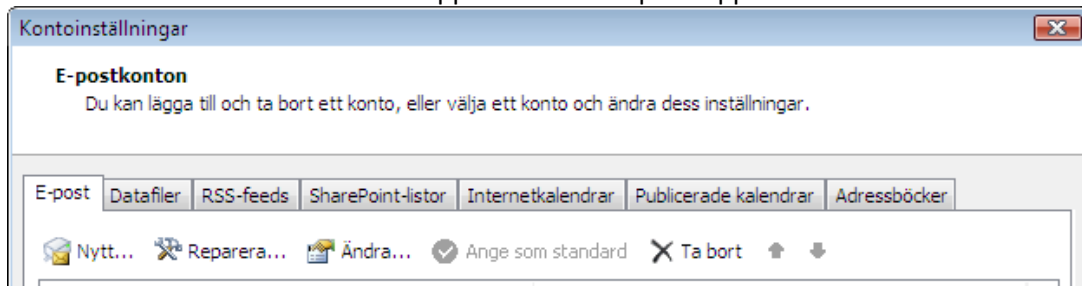 Kontoinställningar
E-postkonton
Du kan lägga till och ta bort ett konto, eller välja ett konto och ändra dess inställningar.
E-post Datafiler RSS-feeds SharePoint-listor Internetkalendrar Publicerade kalendrar Adressböcker
Nytt... Reparera... Ändra... Ange som standard Ta bort